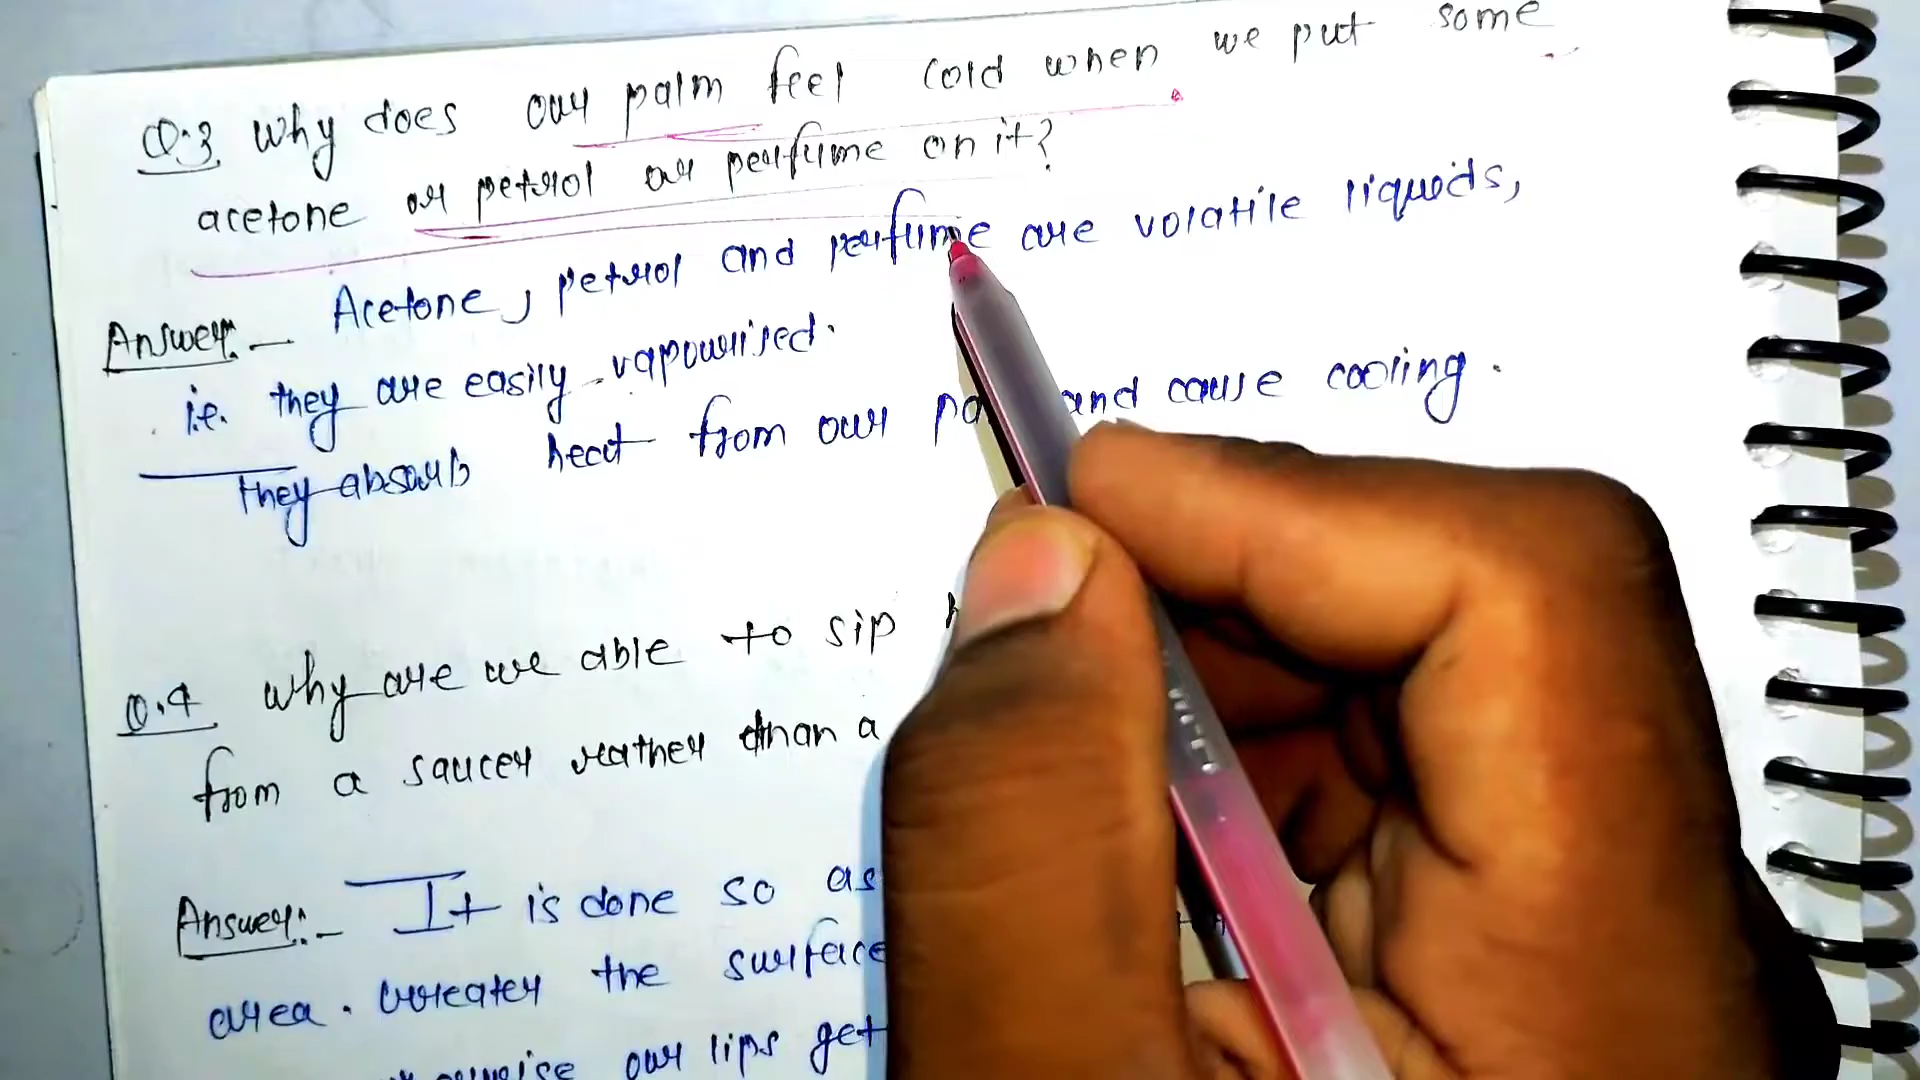 Q.3 Why does our palm feel cold when we put some
acetone or petrol or perfume on it?
Answer:- Acetone, petrol and perfume are volatile liquids,
i.e. they are easily vapourised.
They absorb heat from our and cause cooling.
Q.4 Why are we able to sip
from a saucer rather than a
Answer:- It is done so as
area. Greater the surface
our lips get